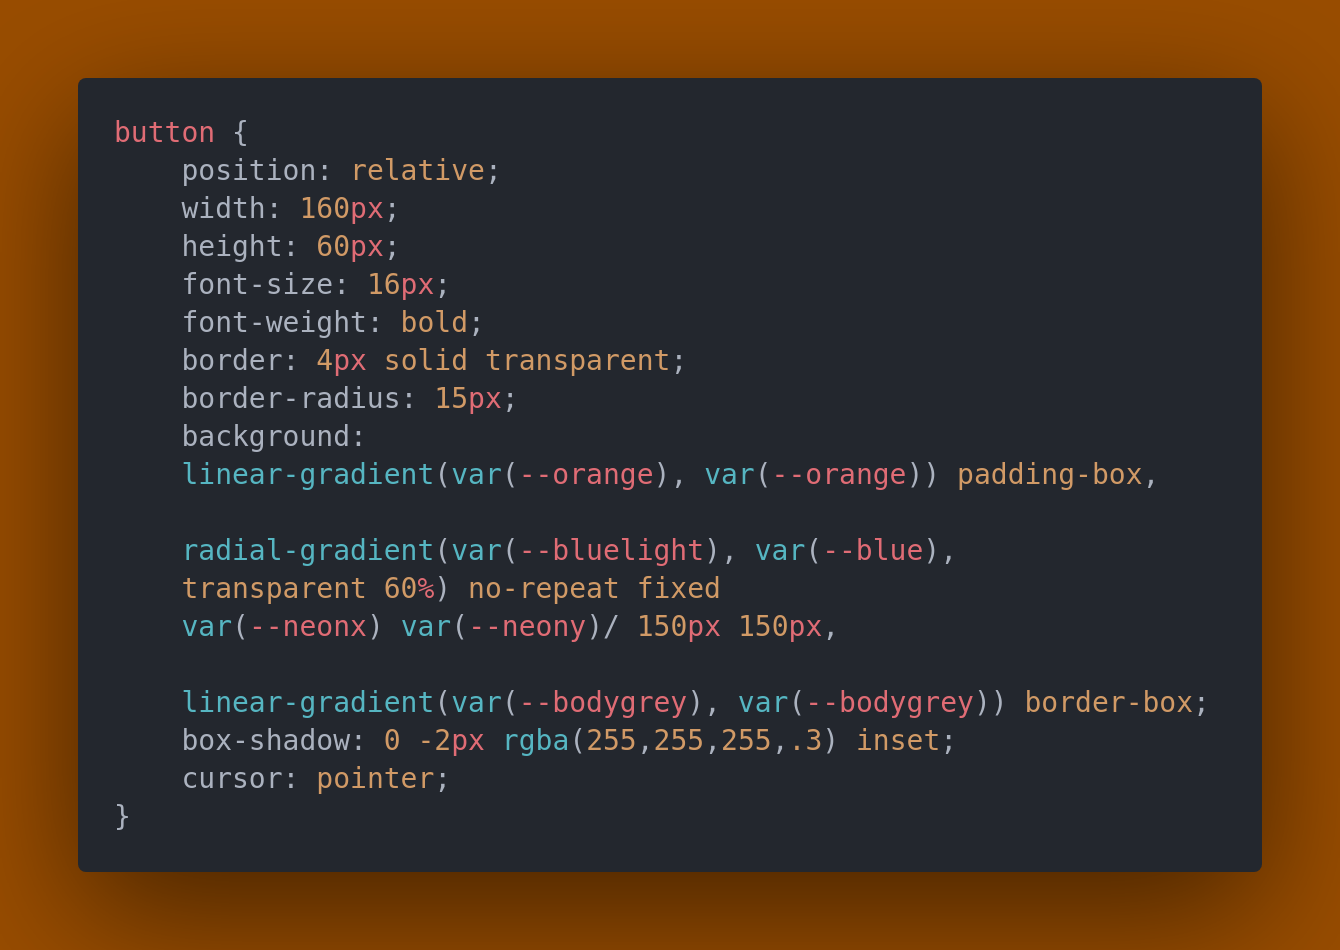 button {
    position: relative;
    width: 160px;
    height: 60px;
    font-size: 16px;
    font-weight: bold;
    border: 4px solid transparent;
    border-radius: 15px;
    background:
    linear-gradient(var(--orange), var(--orange)) padding-box,

    radial-gradient(var(--bluelight), var(--blue),
    transparent 60%) no-repeat fixed
    var(--neonx) var(--neony)/ 150px 150px,

    linear-gradient(var(--bodygrey), var(--bodygrey)) border-box;
    box-shadow: 0 -2px rgba(255,255,255,.3) inset;
    cursor: pointer;
}